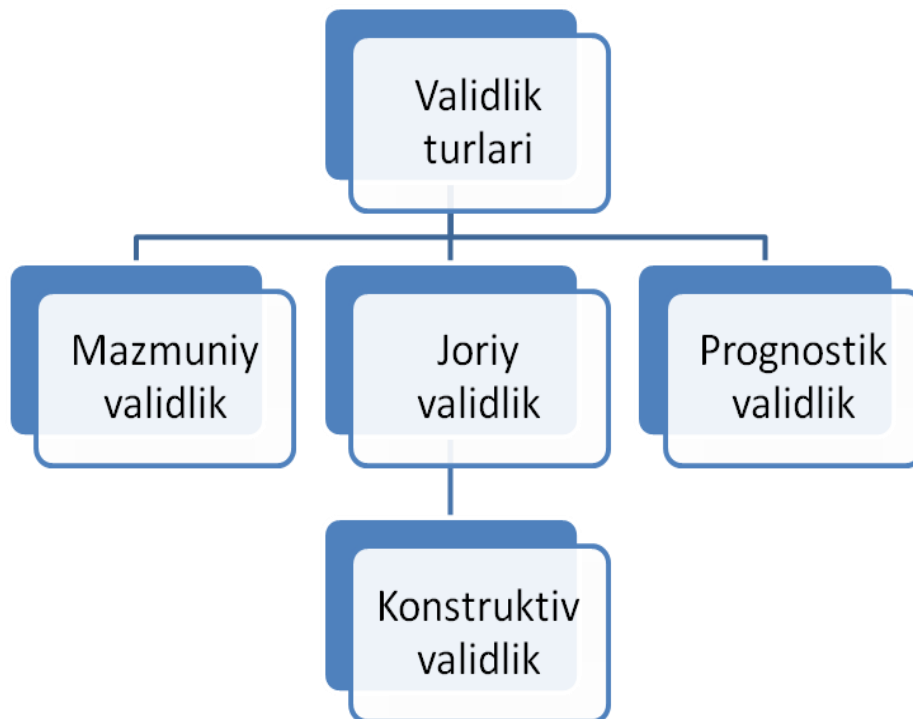 Validlik
turlari
Mazmuniy
validlik
Joriy
validlik
Prognostik
validlik
Konstruktiv
validlik